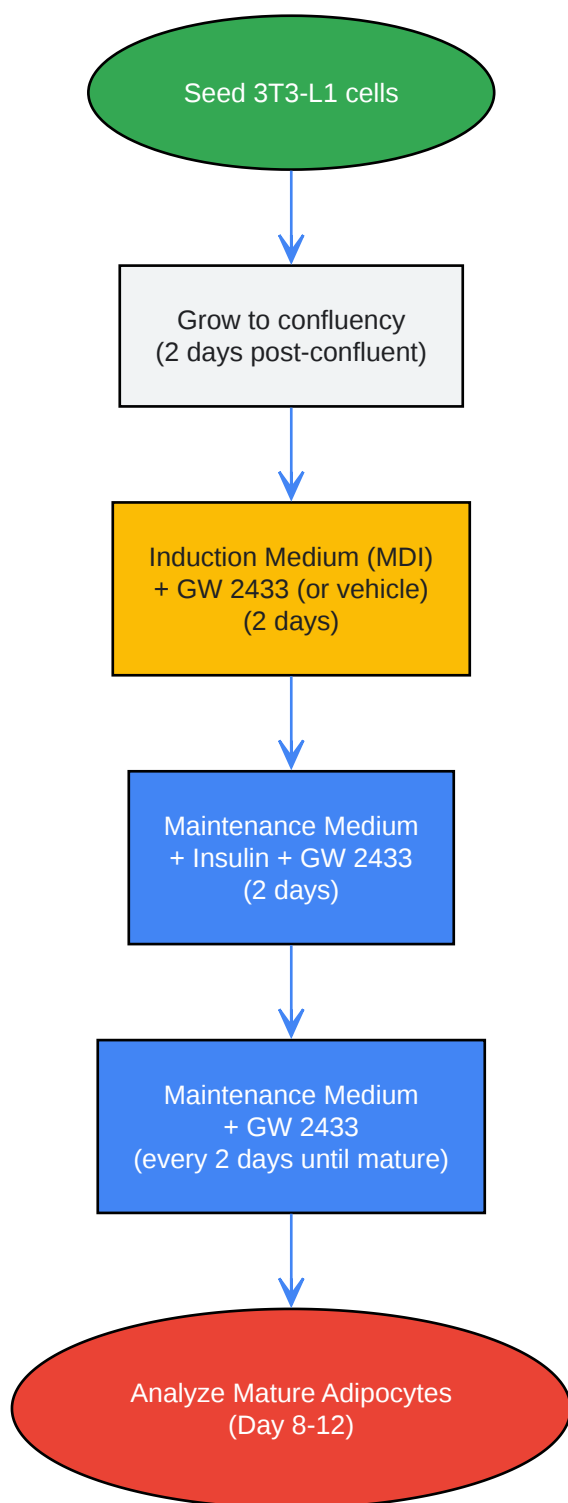 Seed 3T3-L1 cells
Grow to confluency
(2 days post-confluent)
Induction Medium (MDI)
+ GW 2433 (or vehicle)
(2 days)
Maintenance Medium
+ Insulin + GW 2433
(2 days)
Maintenance Medium
+ GW 2433
(every 2 days until mature)
Analyze Mature Adipocytes
(Day 8-12)